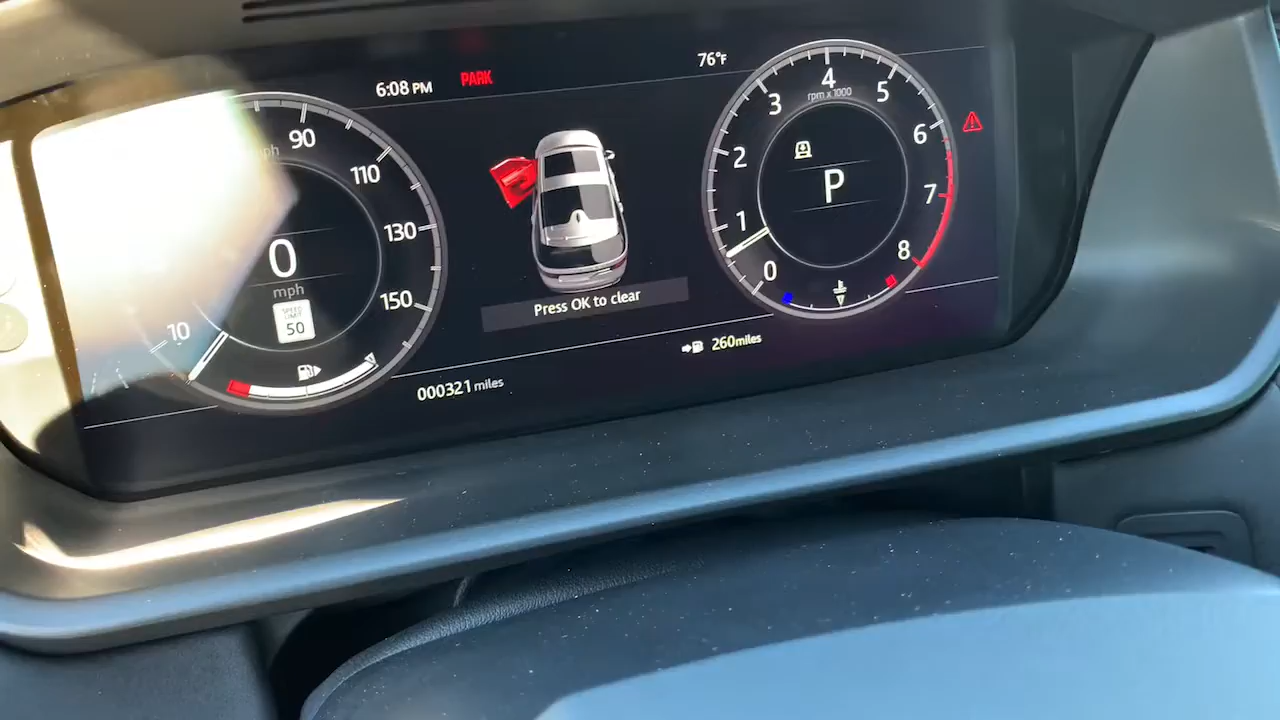 6:08 PM
PARK
76°F
90
110
130
150
10
0
mph
SPEED
LIMIT
50
Press OK to clear
000321 miles
260miles
4
rpm x 1000
3
5
2
6
1
7
0
8
P